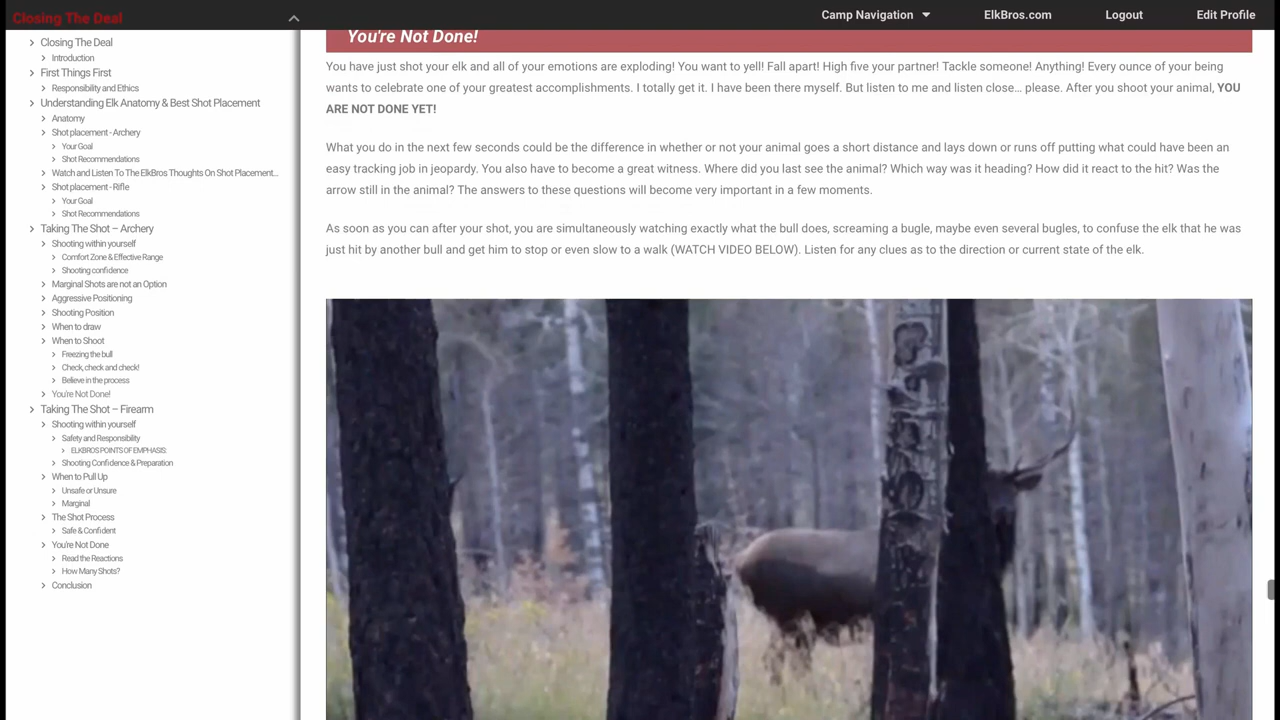 Closing The Deal
Camp Navigation
ElkBros.com
Logout
Edit Profile
Closing The Deal
Introduction
First Things First
Responsibility and Ethics
Understanding Elk Anatomy & Best Shot Placement
Anatomy
Shot placement - Archery
Your Goal
Shot Recommendations
Watch and Listen To The ElkBros Thoughts On Shot Placement...
Shot placement - Rifle
Your Goal
Shot Recommendations
Taking The Shot – Archery
Shooting within yourself
Comfort Zone & Effective Range
Shooting confidence
Marginal Shots are not an Option
Aggressive Positioning
Shooting Position
When to draw
When to Shoot
Freezing the bull
Check, check and check!
Believe in the process
You're Not Done!
Taking The Shot – Firearm
Shooting within yourself
Safety and Responsibility
ELKBROS POINTS OF EMPHASIS:
Shooting Confidence & Preparation
When to Pull Up
Unsafe or Unsure
Marginal
The Shot Process
Safe & Confident
You're Not Done
Read the Reactions
How Many Shots?
Conclusion
You're Not Done!
You have just shot your elk and all of your emotions are exploding! You want to yell! Fall apart! High five your partner! Tackle someone! Anything! Every ounce of your being
wants to celebrate one of your greatest accomplishments. I totally get it. I have been there myself. But listen to me and listen close… please. After you shoot your animal, YOU
ARE NOT DONE YET!
What you do in the next few seconds could be the difference in whether or not your animal goes a short distance and lays down or runs off putting what could have been an
easy tracking job in jeopardy. You also have to become a great witness. Where did you last see the animal? Which way was it heading? How did it react to the hit? Was the
arrow still in the animal? The answers to these questions will become very important in a few moments.
As soon as you can after your shot, you are simultaneously watching exactly what the bull does, screaming a bugle, maybe even several bugles, to confuse the elk that he was
just hit by another bull and get him to stop or even slow to a walk (WATCH VIDEO BELOW). Listen for any clues as to the direction or current state of the elk.